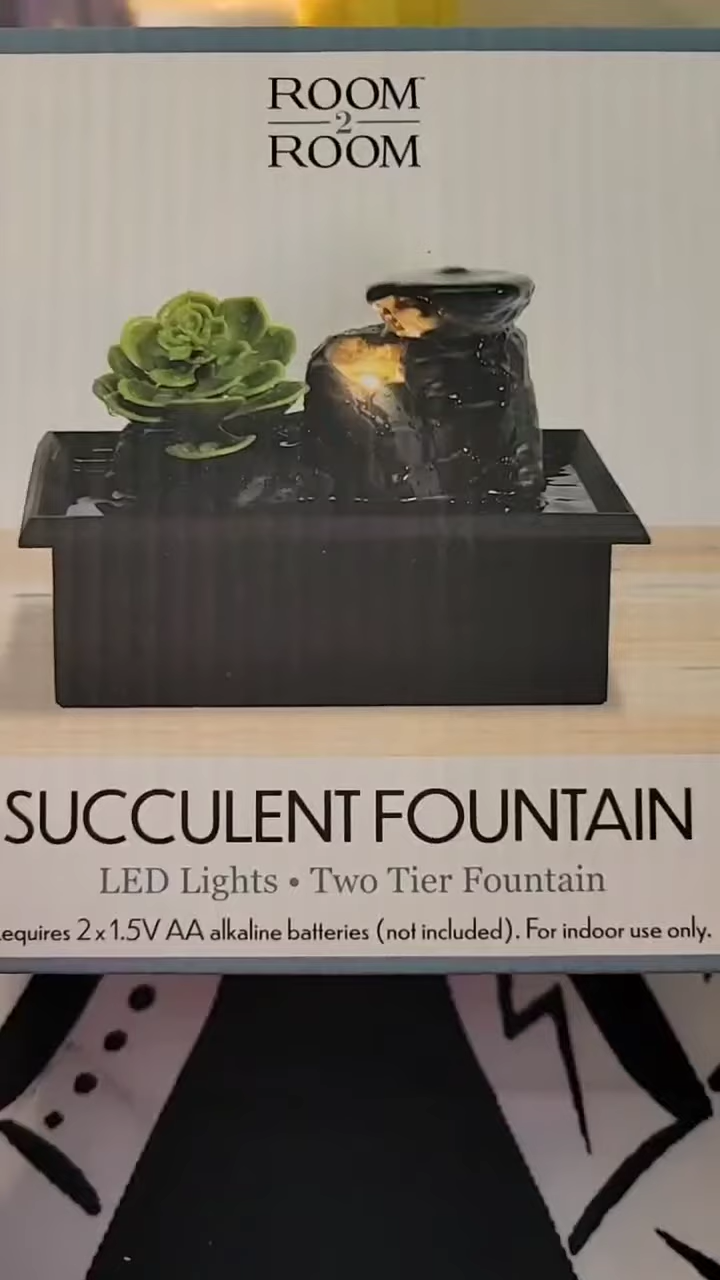 ROOM™
2
ROOM
SUCCULENT FOUNTAIN
LED Lights • Two Tier Fountain
equires 2 x 1.5V AA alkaline batteries (not included). For indoor use only.